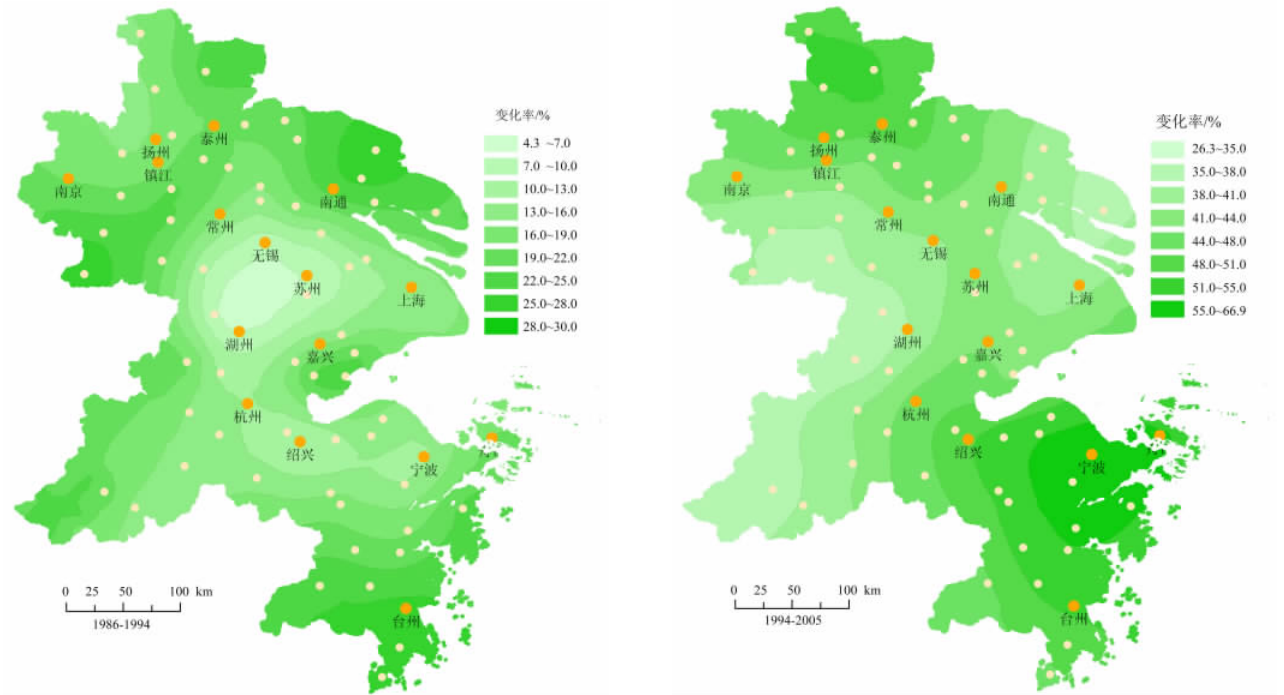 变化率/%
4.3 ~7.0
7.0 ~10.0
10.0~13.0
13.0~16.0
16.0~19.0
19.0~22.0
22.0~25.0
25.0~28.0
28.0~30.0
泰州
扬州
镇江
南京
南通
常州
无锡
苏州
上海
湖州
嘉兴
杭州
绍兴
宁波
台州
0 25 50 100 km
1986-1994
变化率/%
26.3~35.0
35.0~38.0
38.0~41.0
41.0~44.0
44.0~48.0
48.0~51.0
51.0~55.0
55.0~66.9
泰州
扬州
镇江
南京
南通
常州
无锡
苏州
上海
湖州
嘉兴
杭州
绍兴
宁波
台州
0 25 50 100 km
1994-2005